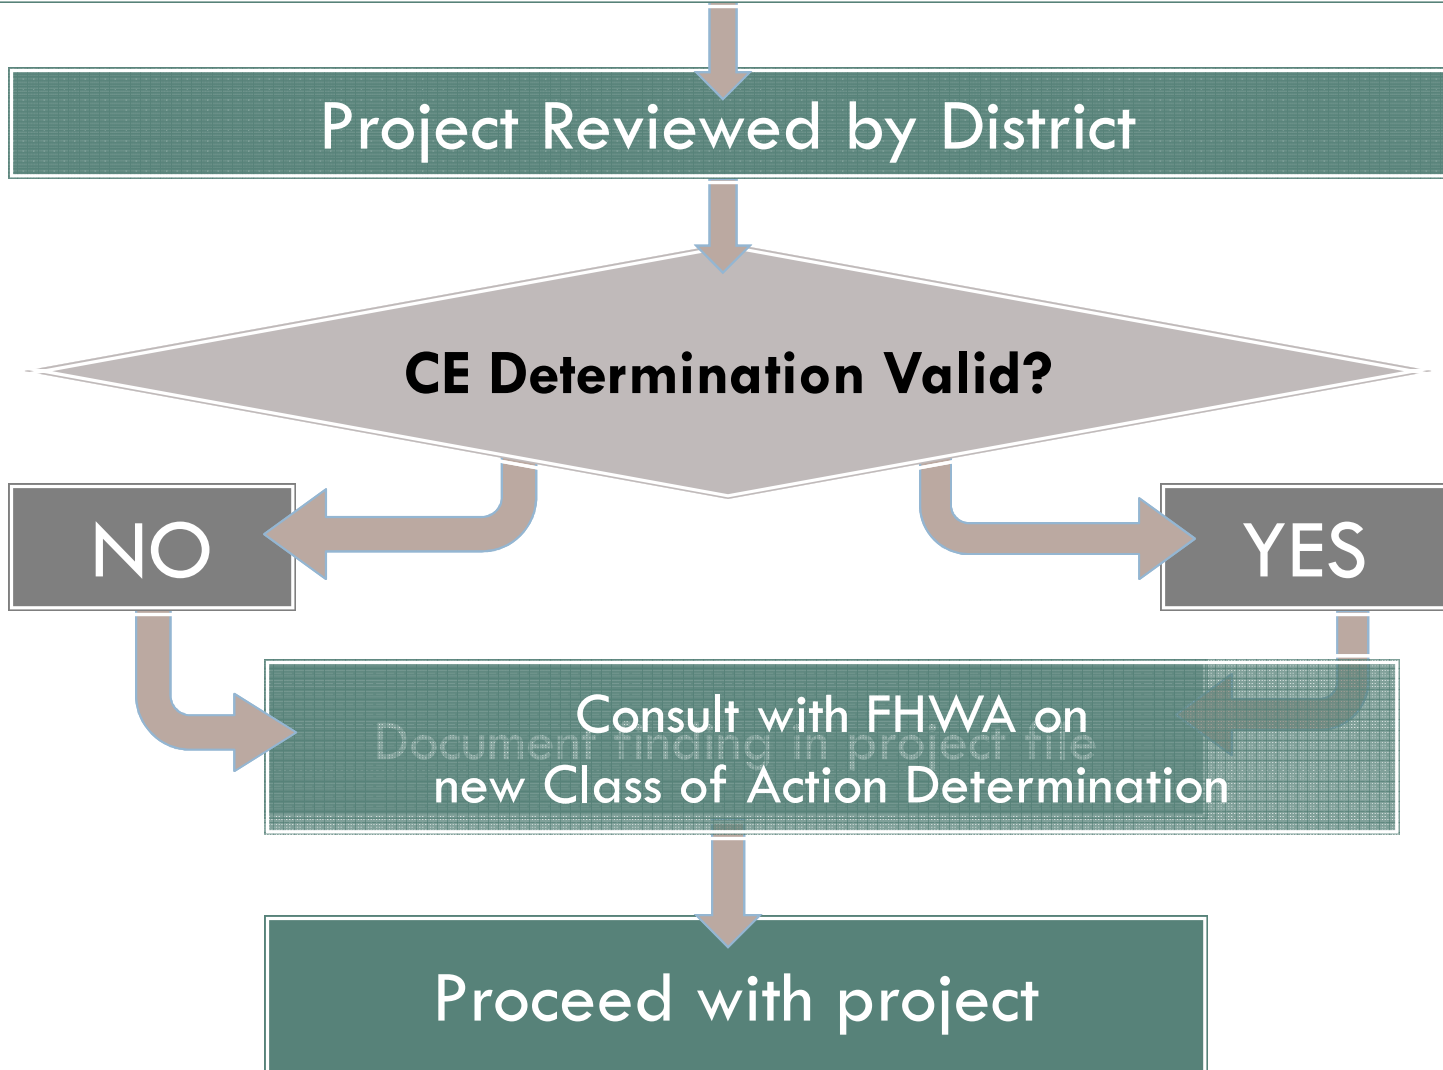 Project Reviewed by District
CE Determination Valid?
NO
YES
Consult with FHWA on
Document finding in project file
new Class of Action Determination
Proceed with project